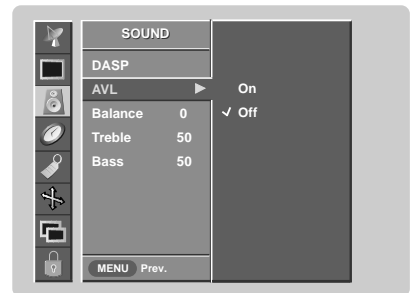 SOUND
DASP
AVL
Balance 0
Treble 50
Bass 50
On
Off
MENU Prev.